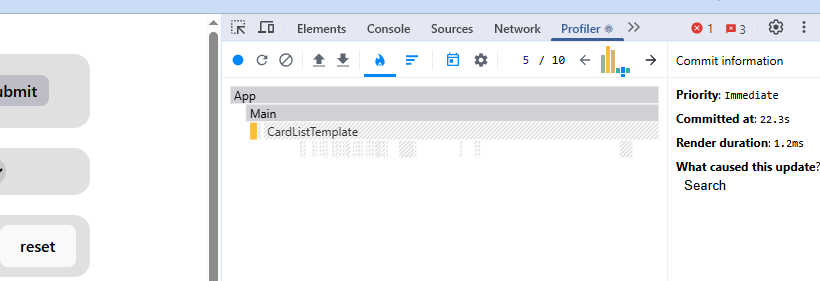 Elements Console Sources Network Profiler 1 3
5 / 10
Commit information
ubmit
App
Main
CardListTemplate
Priority: Immediate
Committed at: 22.3s
Render duration: 1.2ms
What caused this update?
Search
reset